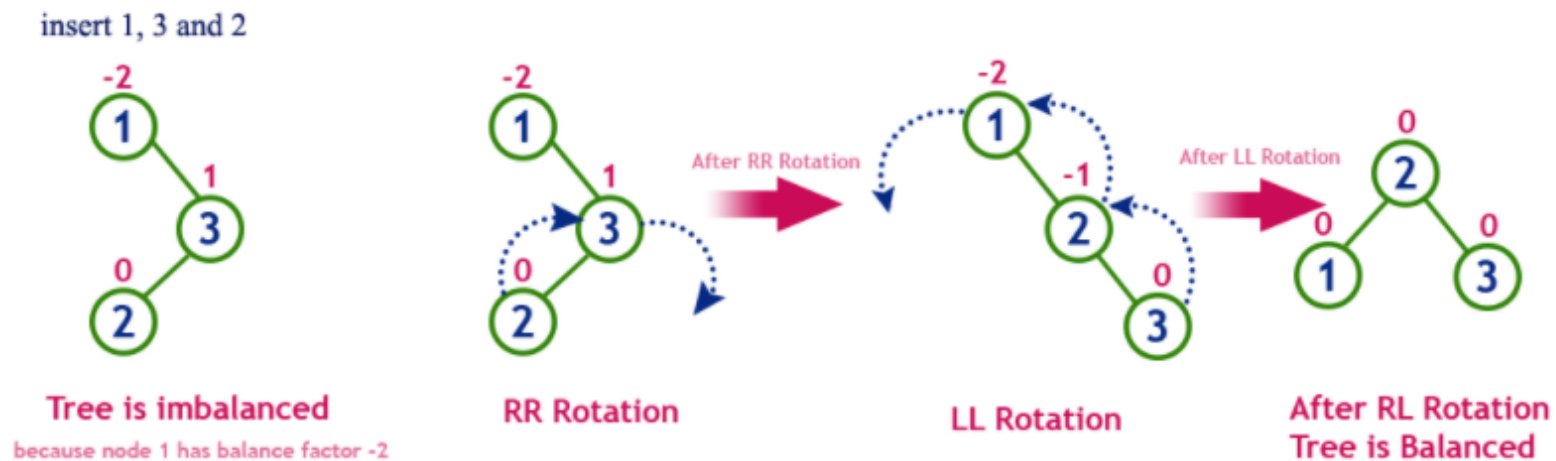 insert 1, 3 and 2
-2
1
1
3
0
2
Tree is imbalanced
because node 1 has balance factor -2
-2
1
1
3
0
2
RR Rotation
After RR Rotation
-2
1
-1
2
0
3
LL Rotation
After LL Rotation
0
2
0
1
0
3
After RL Rotation
Tree is Balanced